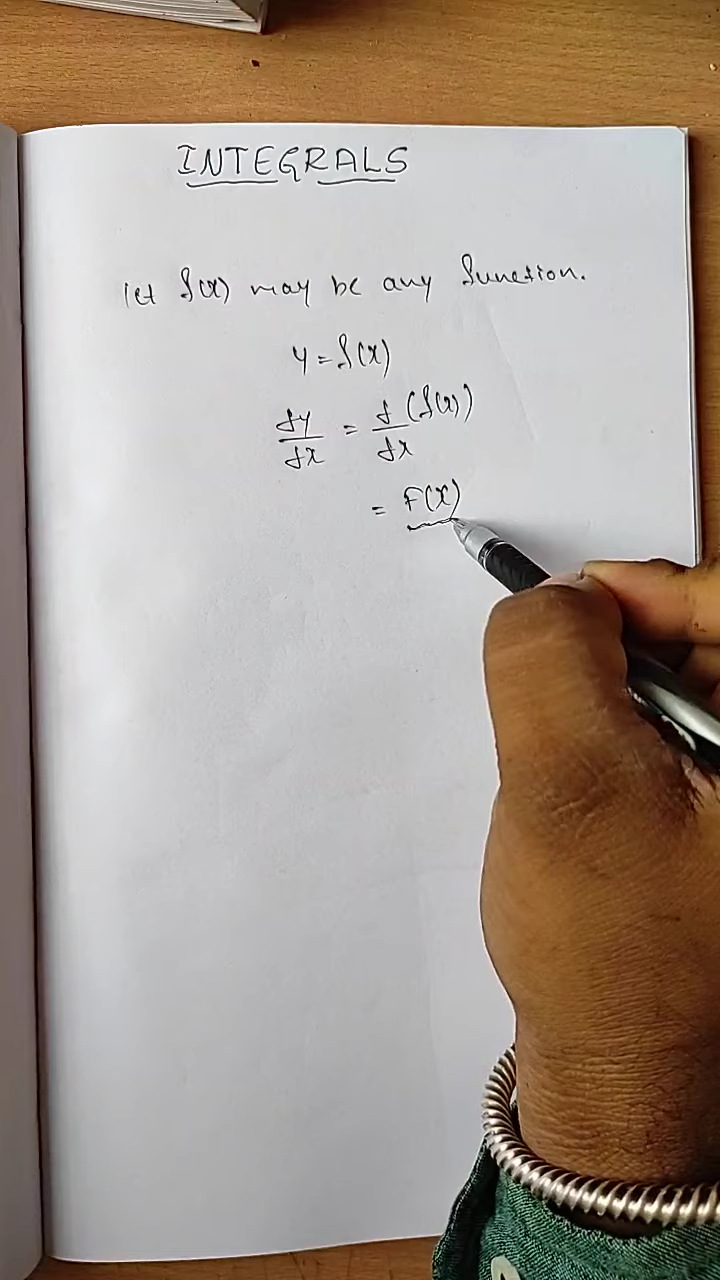 INTEGRALS
let f(x) may be any function.
y = f(x)
dy/dx = d/dx (f(x))
= F(x)